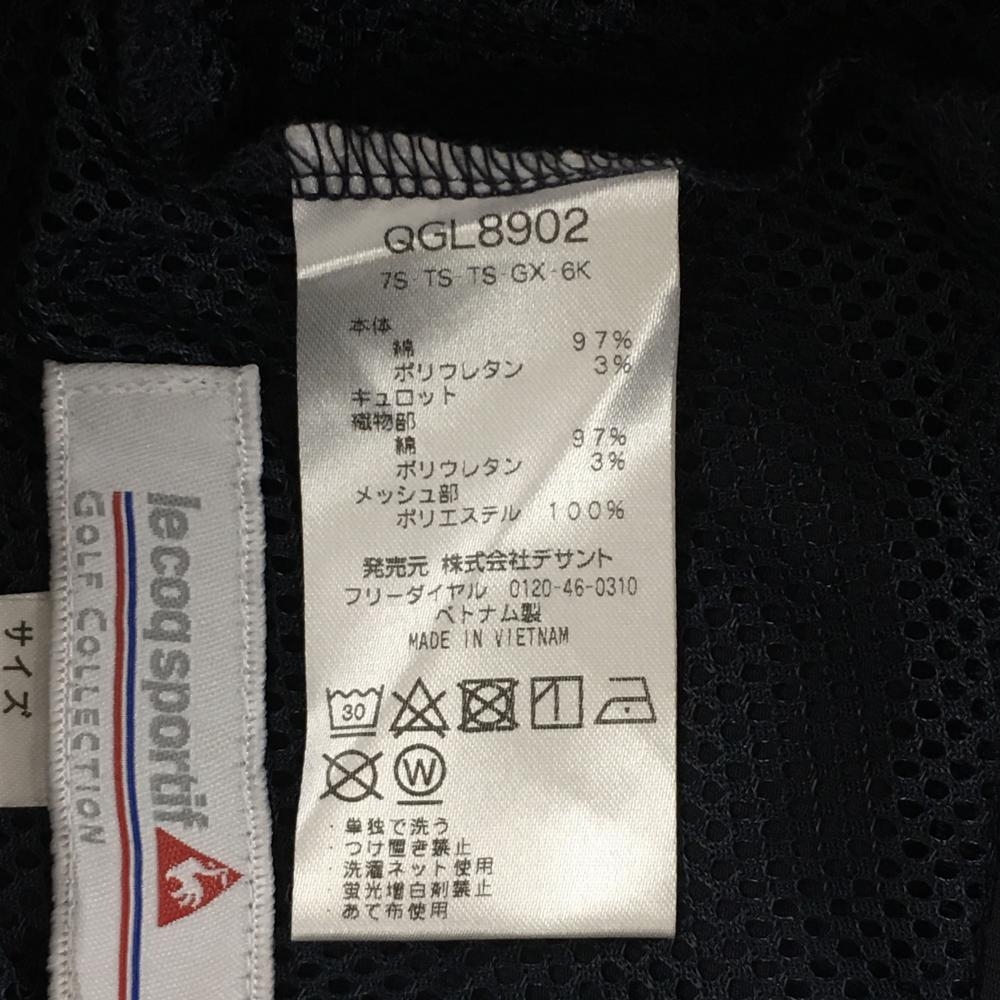 QGL8902
7S-TS-TS-GX-6K
本体
綿 97%
ポリウレタン 3%
キュロット
織物部
綿 97%
ポリウレタン 3%
メッシュ部
ポリエステル 100%
発売元 株式会社デサント
フリーダイヤル 0120-46-0310
ベトナム製
MADE IN VIETNAM
30
W
・単独で洗う
・つけ置き禁止
・洗濯ネット使用
・蛍光増白剤禁止
・あて布使用
lecoqsportif
GOLF COLLECTION
サイズ